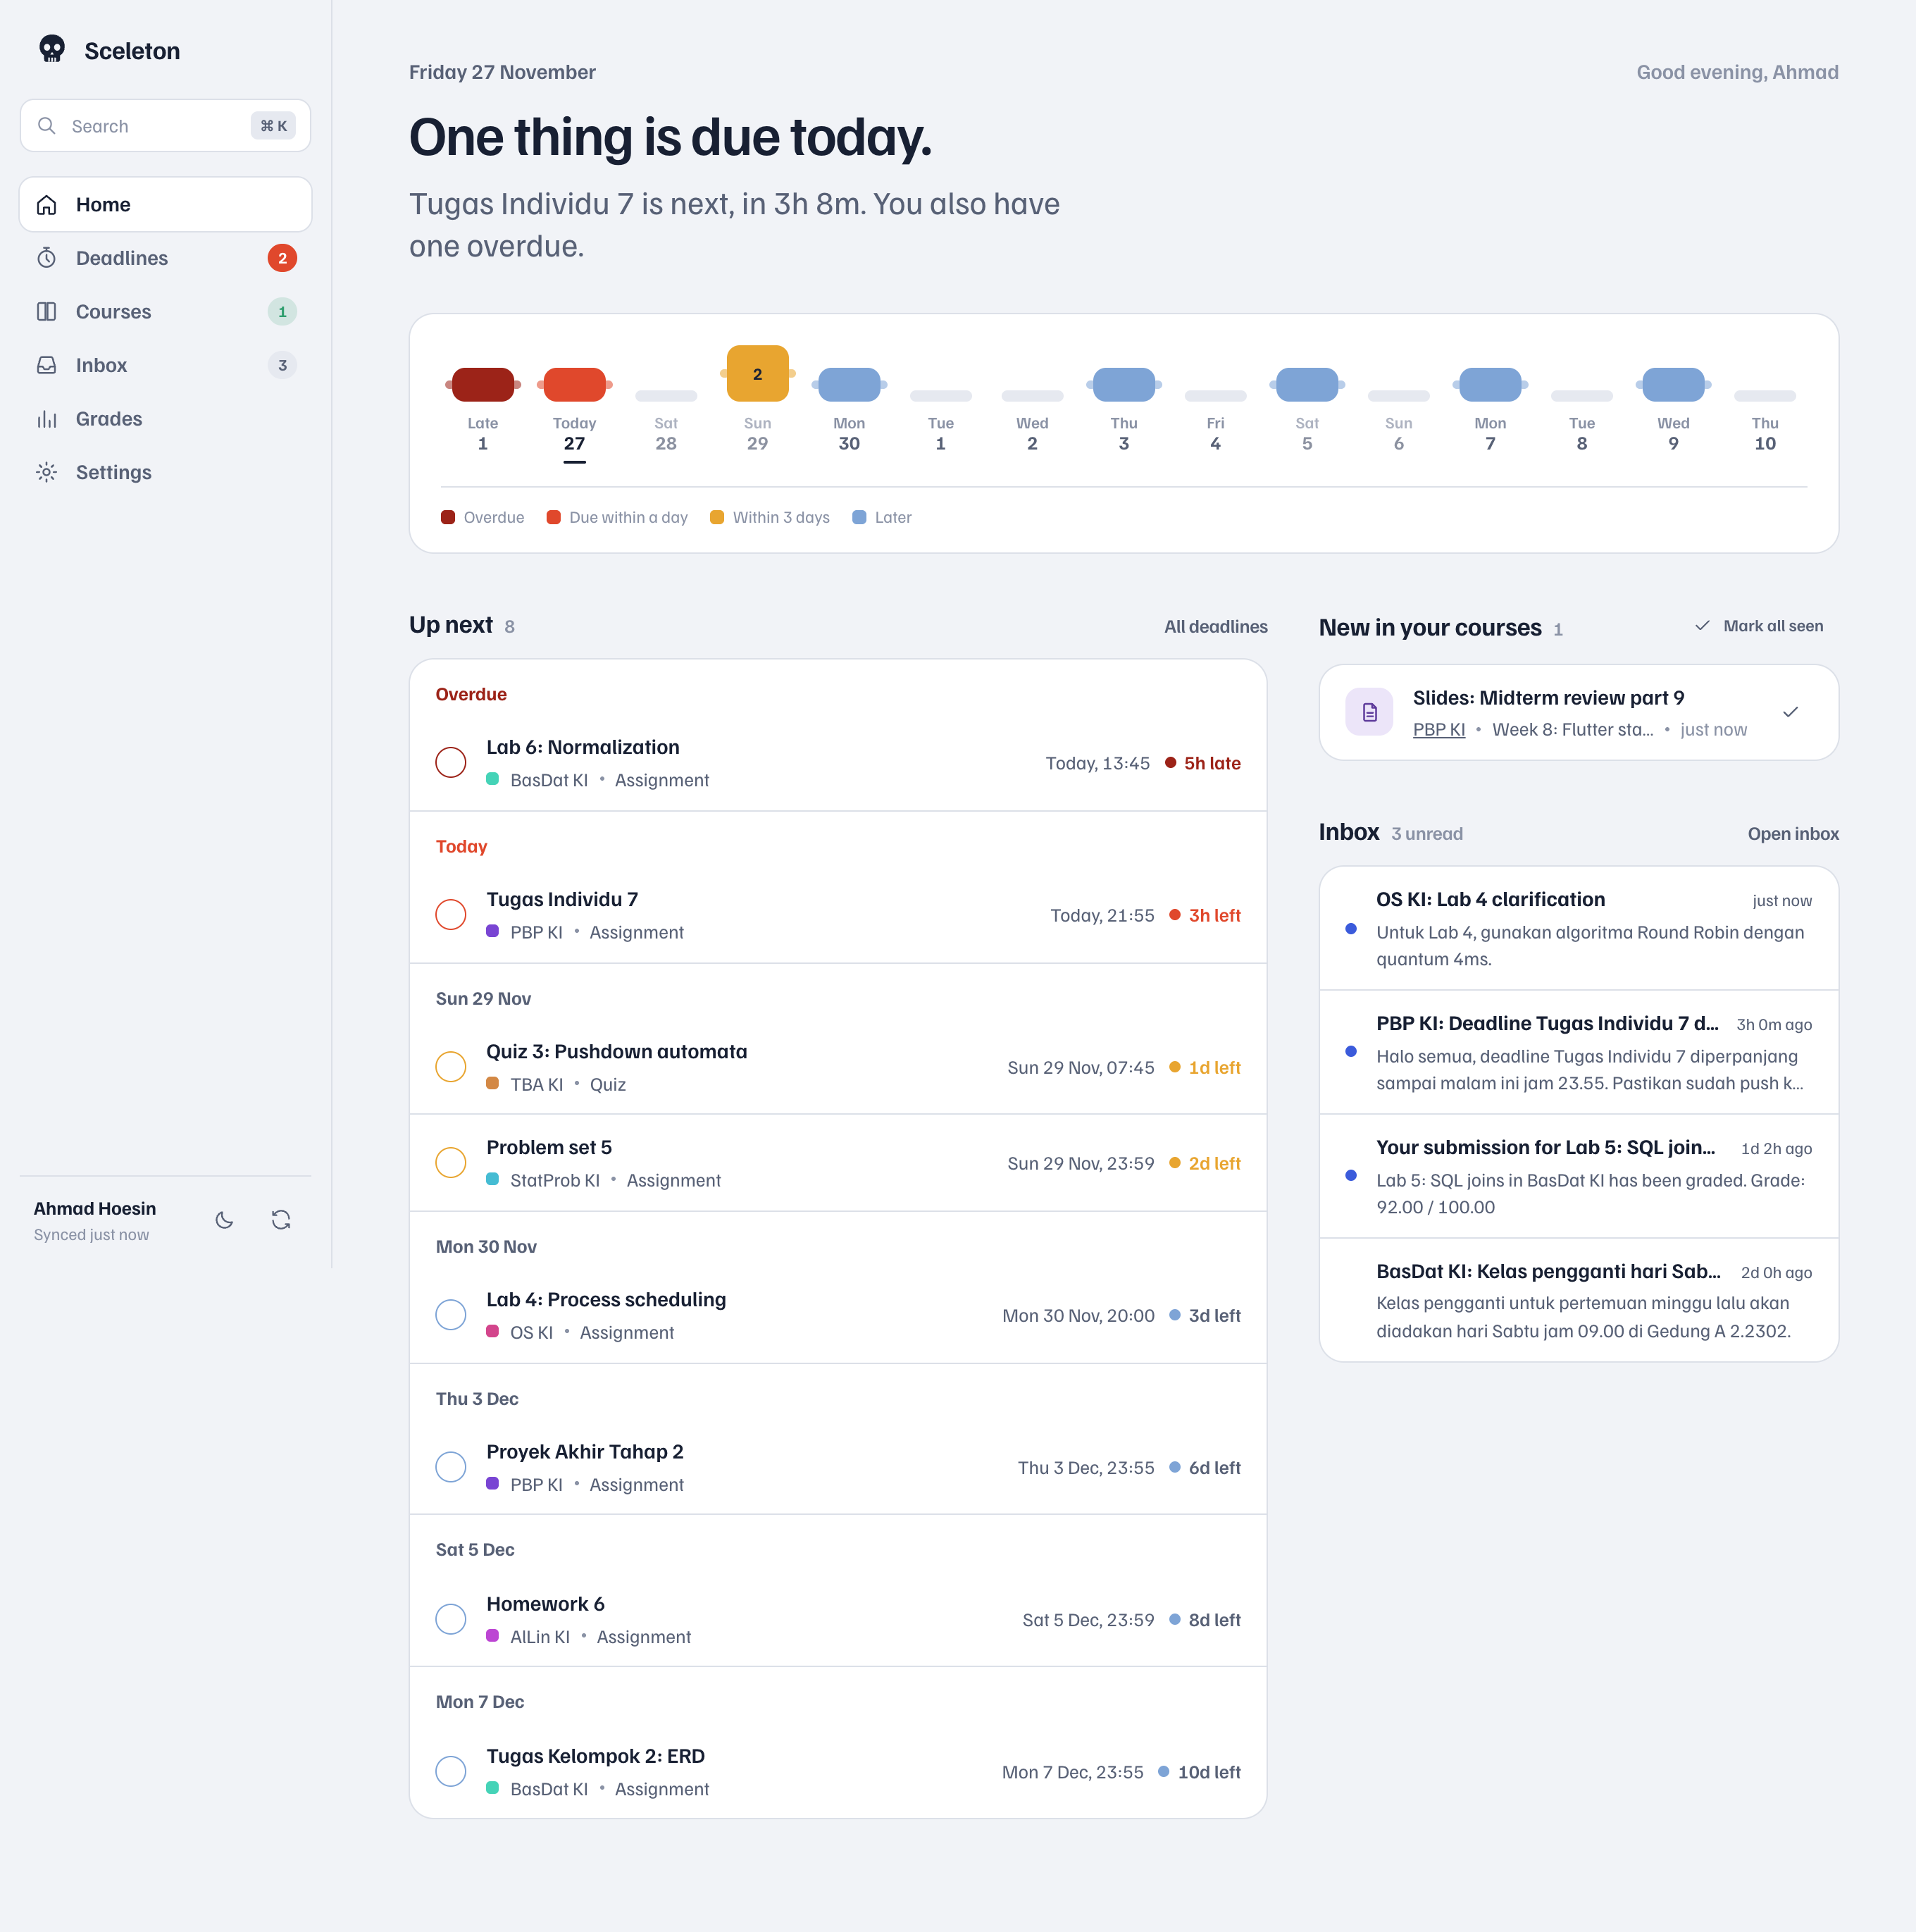 Sceleton
Search
⌘ K
Home
Deadlines
2
Courses
1
Inbox
3
Grades
Settings
Ahmad Hoesin
Synced just now
Friday 27 November
Good evening, Ahmad
One thing is due today.
Tugas Individu 7 is next, in 3h 8m. You also have
one overdue.
2
Late Today Sat Sun Mon Tue Wed Thu Fri Sat Sun Mon Tue Wed Thu
1 27 28 29 30 1 2 3 4 5 6 7 8 9 10
Overdue Due within a day Within 3 days Later
Up next 8
All deadlines
Overdue
Lab 6: Normalization
BasDat KI • Assignment
Today, 13:45 5h late
Today
Tugas Individu 7
PBP KI • Assignment
Today, 21:55 3h left
Sun 29 Nov
Quiz 3: Pushdown automata
TBA KI • Quiz
Sun 29 Nov, 07:45 1d left
Problem set 5
StatProb KI • Assignment
Sun 29 Nov, 23:59 2d left
Mon 30 Nov
Lab 4: Process scheduling
OS KI • Assignment
Mon 30 Nov, 20:00 3d left
Thu 3 Dec
Proyek Akhir Tahap 2
PBP KI • Assignment
Thu 3 Dec, 23:55 6d left
Sat 5 Dec
Homework 6
AlLin KI • Assignment
Sat 5 Dec, 23:59 8d left
Mon 7 Dec
Tugas Kelompok 2: ERD
BasDat KI • Assignment
Mon 7 Dec, 23:55 10d left
New in your courses 1
Mark all seen
Slides: Midterm review part 9
PBP KI • Week 8: Flutter sta... • just now
Inbox 3 unread
Open inbox
OS KI: Lab 4 clarification
just now
Untuk Lab 4, gunakan algoritma Round Robin dengan
quantum 4ms.
PBP KI: Deadline Tugas Individu 7 d...
3h 0m ago
Halo semua, deadline Tugas Individu 7 diperpanjang
sampai malam ini jam 23.55. Pastikan sudah push k...
Your submission for Lab 5: SQL join...
1d 2h ago
Lab 5: SQL joins in BasDat KI has been graded. Grade:
92.00 / 100.00
BasDat KI: Kelas pengganti hari Sab...
2d 0h ago
Kelas pengganti untuk pertemuan minggu lalu akan
diadakan hari Sabtu jam 09.00 di Gedung A 2.2302.